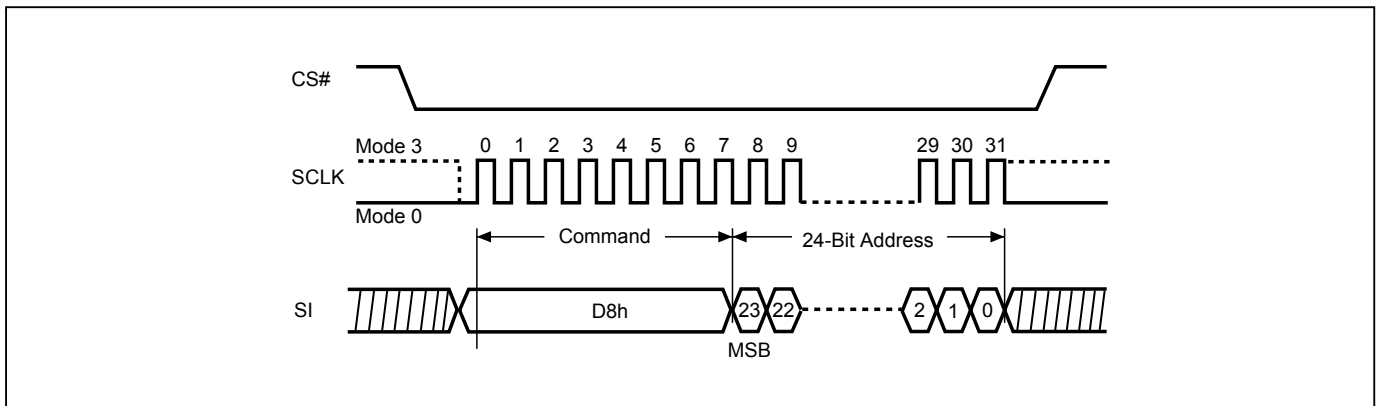 CS#
Mode 3 0 1 2 3 4 5 6 7 8 9 29 30 31
SCLK
Mode 0
Command 24-Bit Address
SI D8h 23 22 2 1 0
MSB